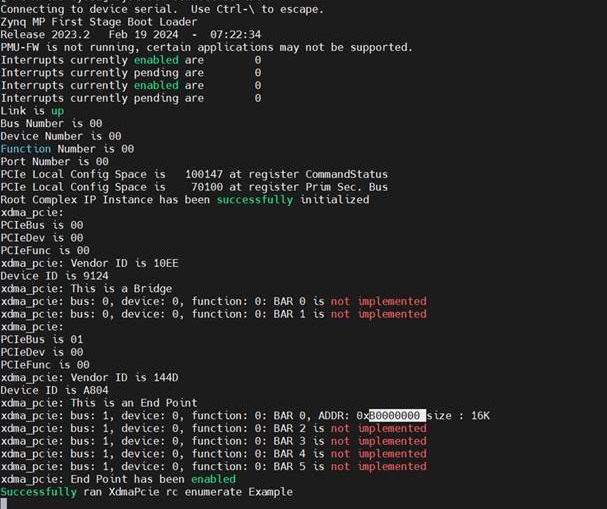 Connecting to device serial.  Use Ctrl-\ to escape.
Zynq MP First Stage Boot Loader
Release 2023.2   Feb 19 2024  -  07:22:34
PMU-FW is not running, certain applications may not be supported.
Interrupts currently enabled are        0
Interrupts currently pending are        0
Interrupts currently enabled are        0
Interrupts currently pending are        0
Link is up
Bus Number is 00
Device Number is 00
Function Number is 00
Port Number is 00
PCIe Local Config Space is   100147 at register CommandStatus
PCIe Local Config Space is    70100 at register Prim Sec. Bus
Root Complex IP Instance has been successfully initialized
xdma_pcie:
PCIeBus is 00
PCIeDev is 00
PCIeFunc is 00
xdma_pcie: Vendor ID is 10EE
Device ID is 9124
xdma_pcie: This is a Bridge
xdma_pcie: bus: 0, device: 0, function: 0: BAR 0 is not implemented
xdma_pcie: bus: 0, device: 0, function: 0: BAR 1 is not implemented
xdma_pcie:
PCIeBus is 01
PCIeDev is 00
PCIeFunc is 00
xdma_pcie: Vendor ID is 144D
Device ID is A804
xdma_pcie: This is an End Point
xdma_pcie: bus: 1, device: 0, function: 0: BAR 0, ADDR: 0xB0000000 size : 16K
xdma_pcie: bus: 1, device: 0, function: 0: BAR 2 is not implemented
xdma_pcie: bus: 1, device: 0, function: 0: BAR 3 is not implemented
xdma_pcie: bus: 1, device: 0, function: 0: BAR 4 is not implemented
xdma_pcie: bus: 1, device: 0, function: 0: BAR 5 is not implemented
xdma_pcie: End Point has been enabled
Successfully ran XdmaPcie rc enumerate Example